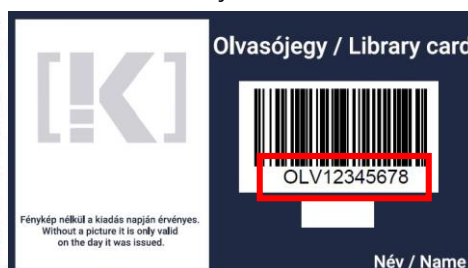 [K]
Olvasójegy / Library card
OLV12345678
Fénykép nélkül a kiadás napján érvényes.
Without a picture it is only valid
on the day it was issued.
Név / Name